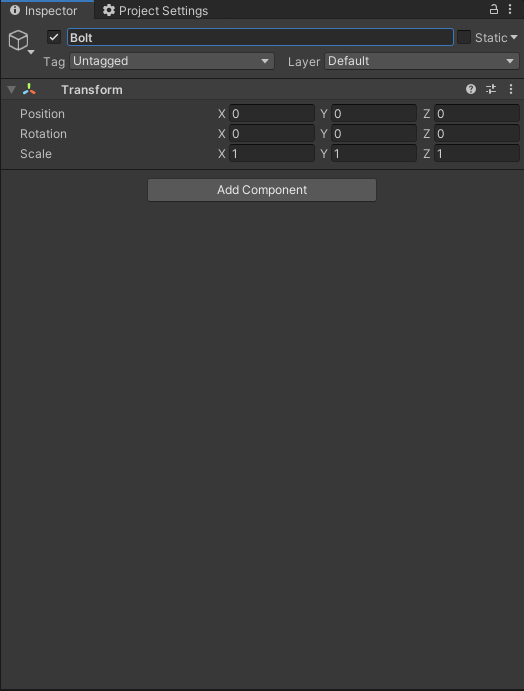 Inspector Project Settings
Bolt Static
Tag Untagged Layer Default
Transform
Position X 0 Y 0 Z 0
Rotation X 0 Y 0 Z 0
Scale X 1 Y 1 Z 1
Add Component